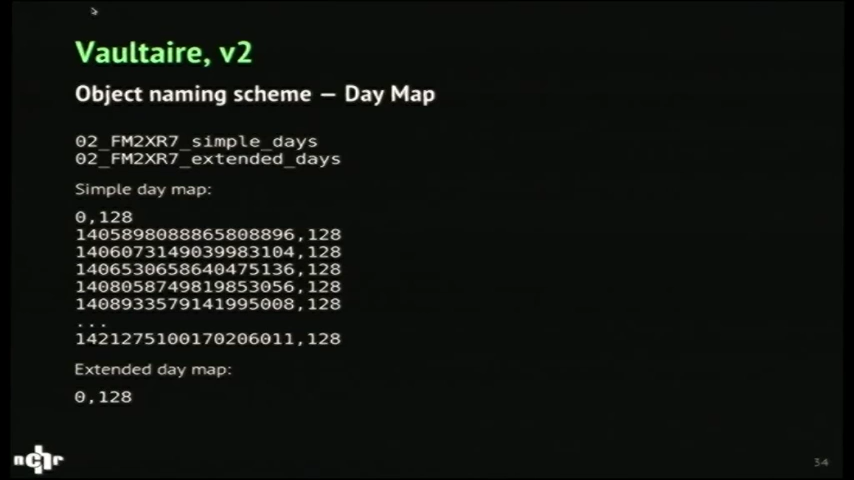 Vaultaire, v2
Object naming scheme — Day Map
02_FM2XR7_simple_days
02_FM2XR7_extended_days
Simple day map:
0,128
1405898088865808896,128
1406073149039983104,128
1406530658640475136,128
1408058749819853056,128
1408933579141995008,128
...
1421275100170206011,128
Extended day map:
0,128
34